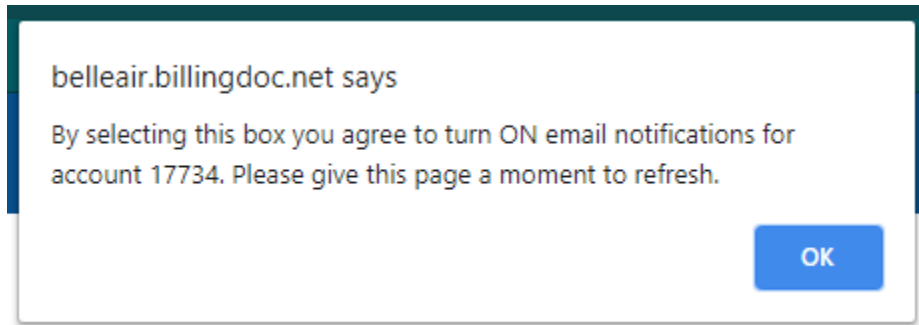 belleair.billingdoc.net says
By selecting this box you agree to turn ON email notifications for
account 17734. Please give this page a moment to refresh.
OK